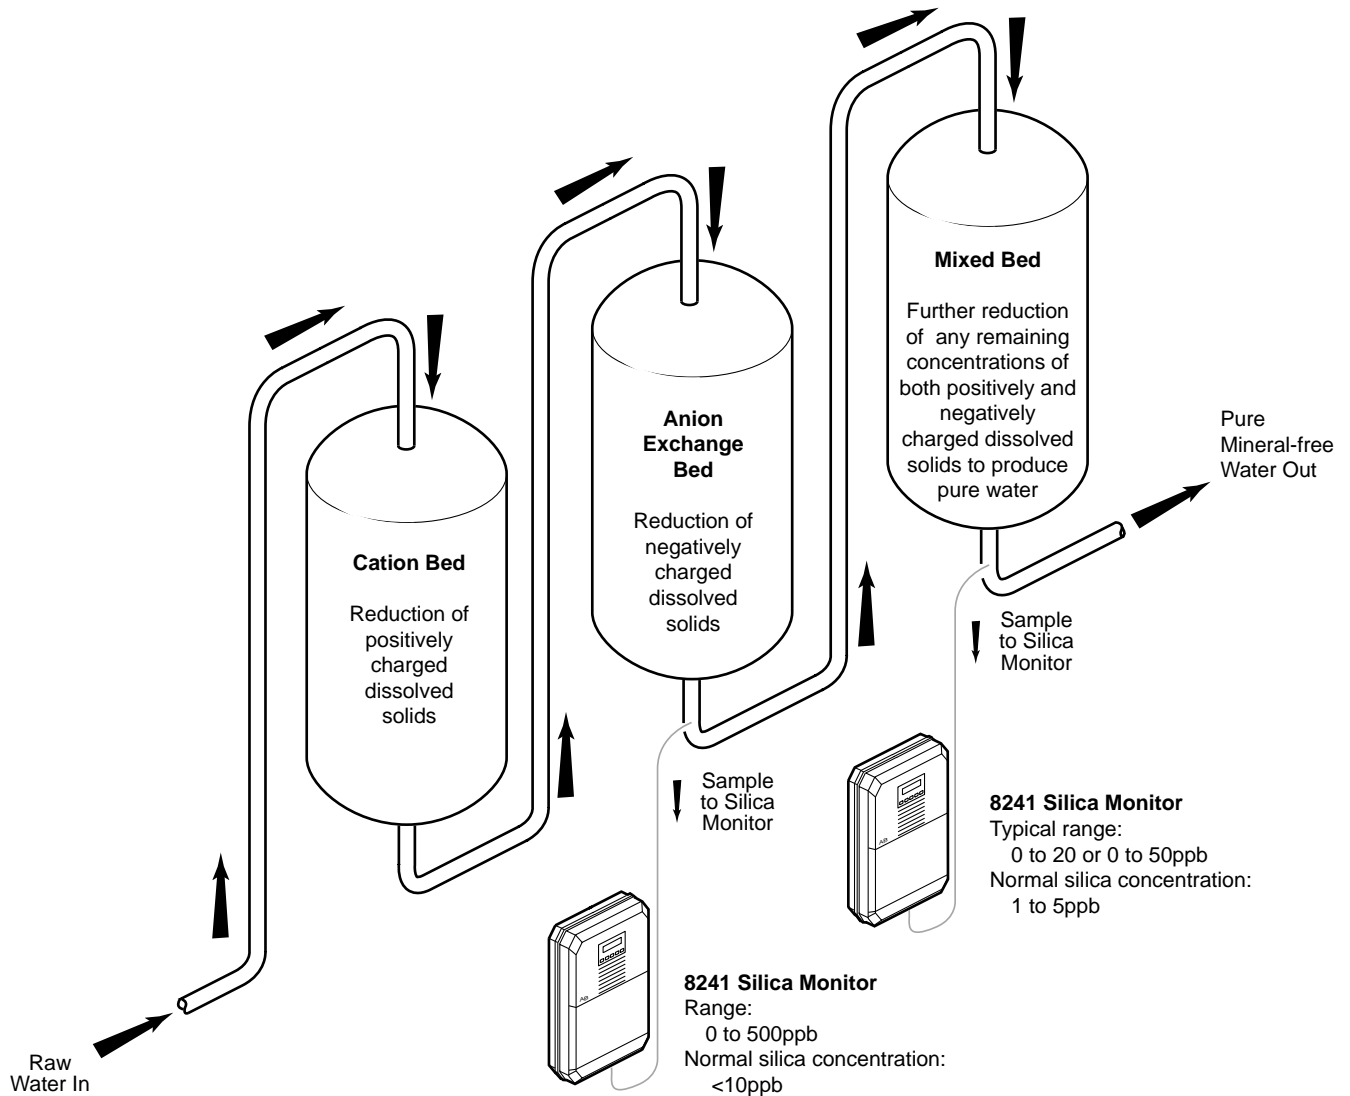 Mixed Bed
Further reduction
of any remaining
concentrations of
both positively and
negatively
charged dissolved
solids to produce
pure water
Anion
Exchange
Bed
Reduction of
negatively
charged
dissolved
solids
Cation Bed
Reduction of
positively
charged
dissolved
solids
Pure
Mineral-free
Water Out
Sample
to Silica
Monitor
Sample
to Silica
Monitor
8241 Silica Monitor
Typical range:
0 to 20 or 0 to 50ppb
Normal silica concentration:
1 to 5ppb
AB
8241 Silica Monitor
Range:
0 to 500ppb
Normal silica concentration:
<10ppb
AB
Raw
Water In